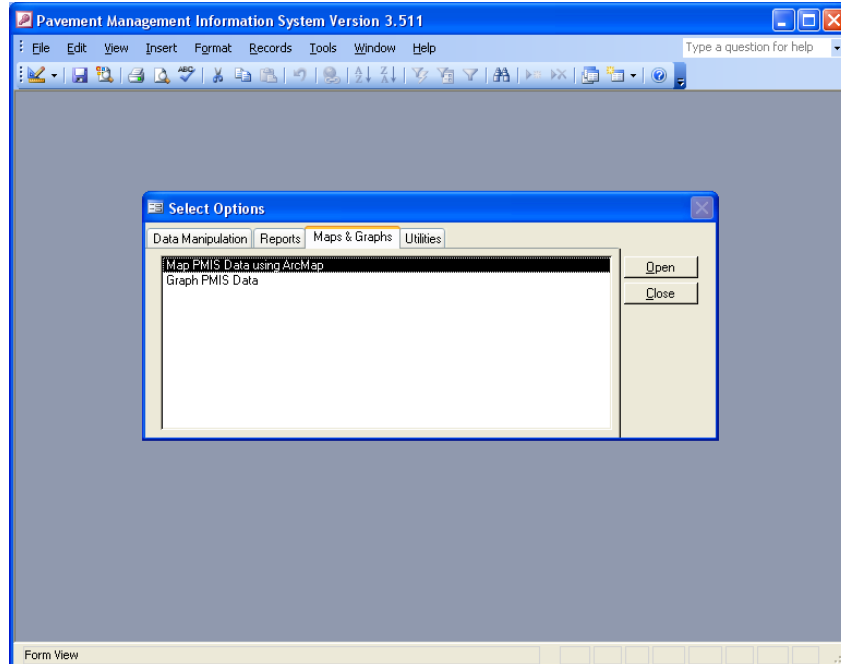 Pavement Management Information System Version 3.511
File Edit View Insert Format Records Tools Window Help Type a question for help
Select Options
Data Manipulation Reports Maps & Graphs Utilities
Map PMIS Data using ArcMap Open
Graph PMIS Data Close
Form View